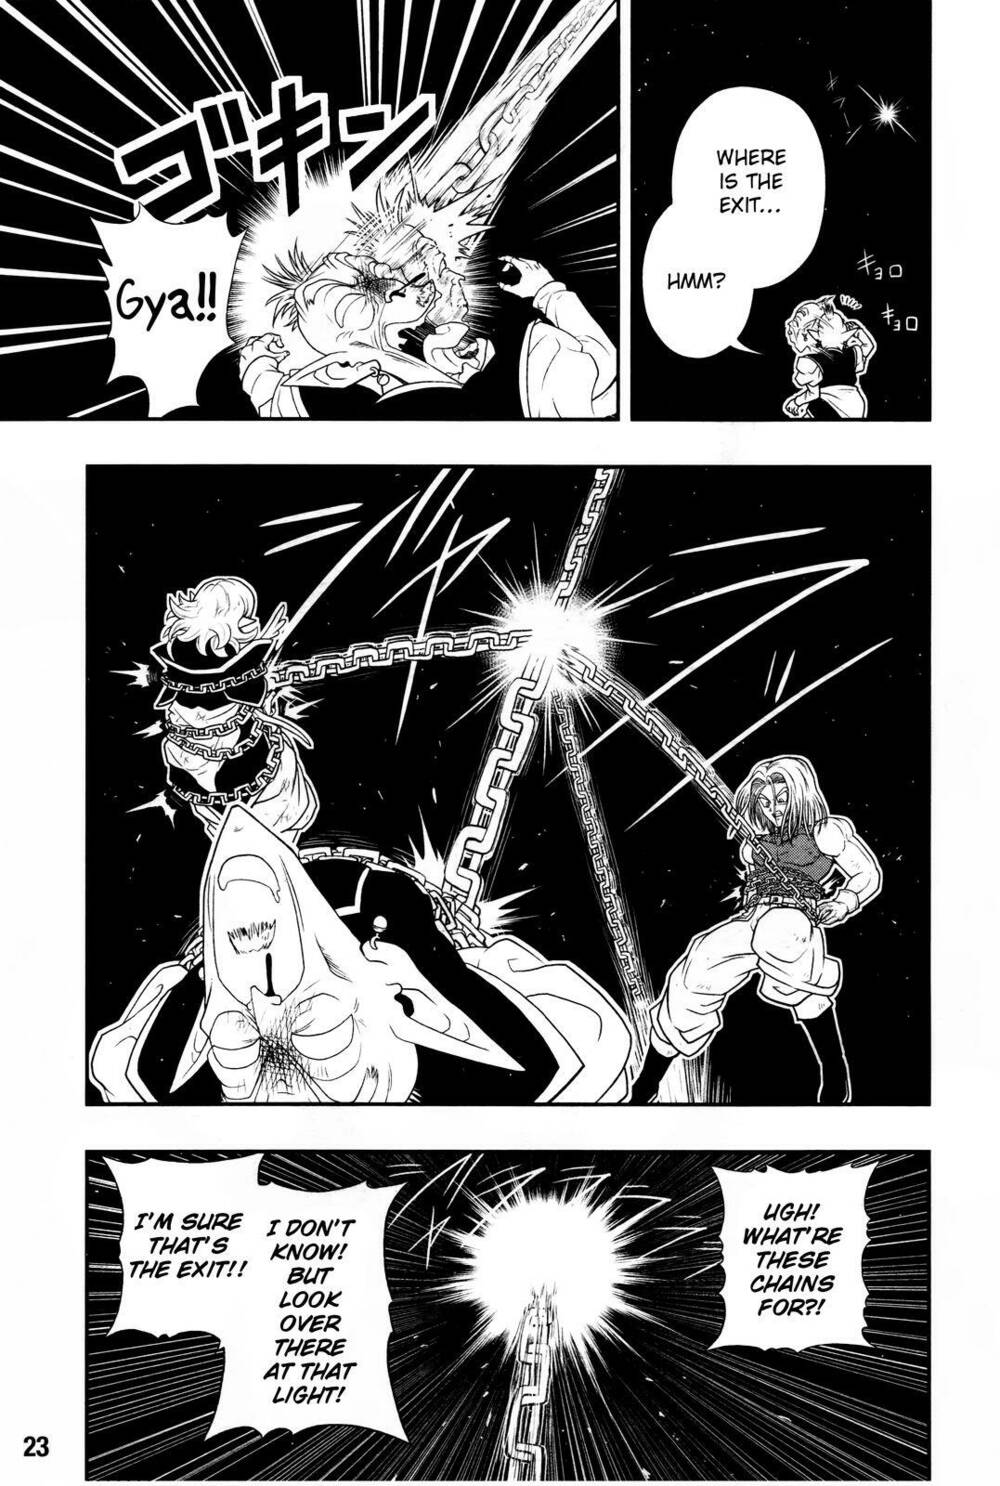 WHERE
IS THE
EXIT...
HMM?
キョロ
キョロ
ゴキン
Gya!!
UGH!
WHAT'RE
THESE
CHAINS
FOR?!
I DON'T
KNOW!
BUT
LOOK
OVER
THERE
AT THAT
LIGHT!
I'M SURE
THAT'S
THE EXIT!!
23